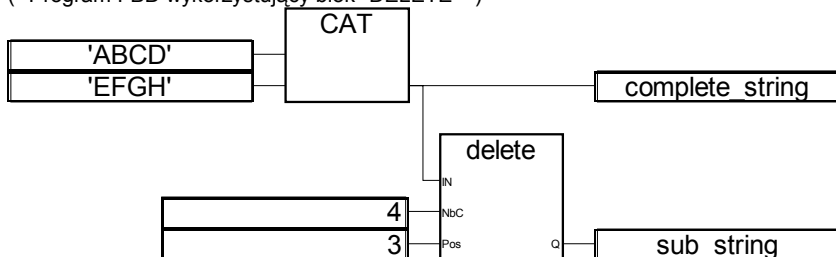 (* Program FBD wykorzystujący blok "DELETE" *)
CAT
'ABCD'
'EFGH'
complete_string
delete
IN
4
NbC
3
Pos
Q
sub_string